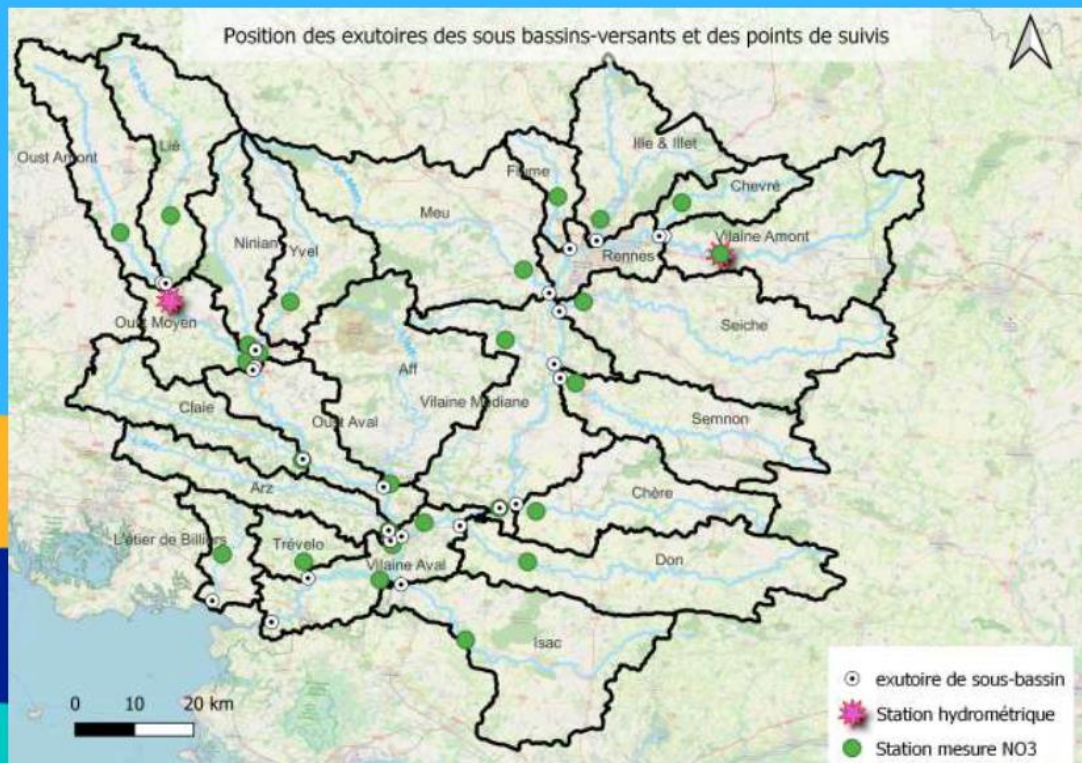 Position des exutoires des sous bassins-versants et des points de suivis
Oust Amont
Lié
Ninian
Yvel
Meu
Flume
Ille & Illet
Chevré
Vilaine Amont
Rennes
Seiche
Oust Moyen
Claie
Oust Aval
Aff
Vilaine Médiane
Semnon
Arz
Chère
L'étier de Billiers
Trévelo
Vilaine Aval
Don
Isac
0 10 20 km
exutoire de sous-bassin
Station hydrométrique
Station mesure NO3